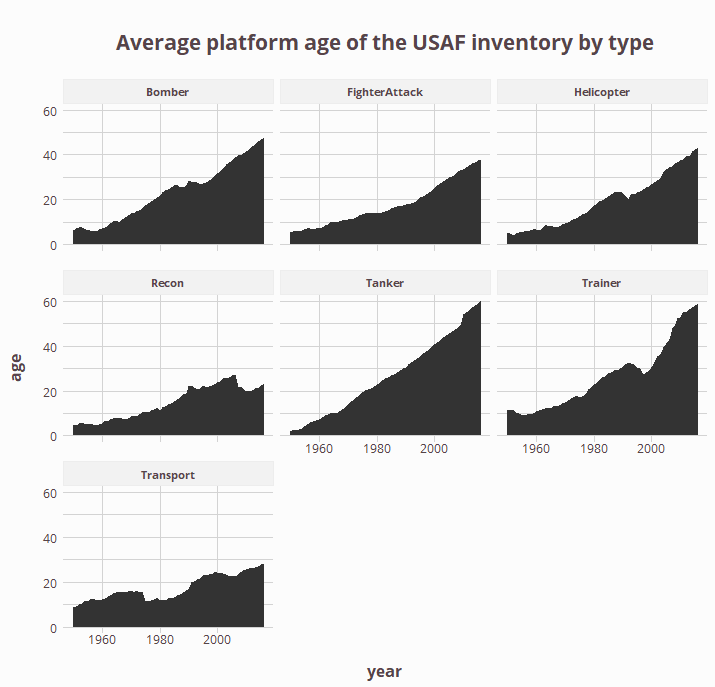 Average platform age of the USAF inventory by type
Bomber FighterAttack Helicopter
60
40
20
0
Recon Tanker Trainer
60
40
20
0
age
1960 1980 2000 1960 1980 2000
Transport
60
40
20
0
1960 1980 2000
year